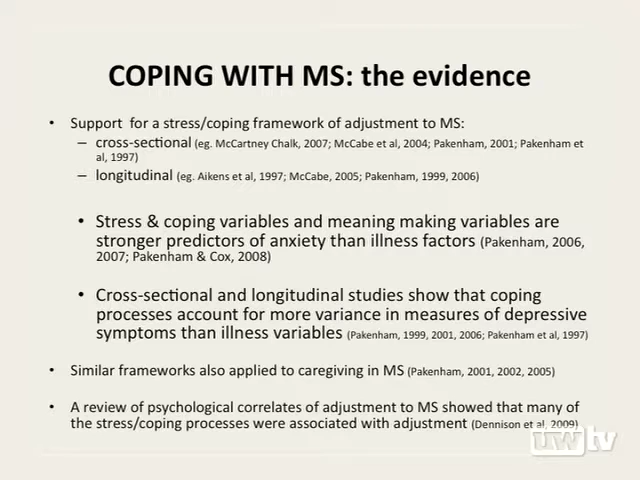 COPING WITH MS: the evidence
• Support for a stress/coping framework of adjustment to MS:
– cross-sectional (eg. McCartney Chalk, 2007; McCabe et al, 2004; Pakenham, 2001; Pakenham et
al, 1997)
– longitudinal (eg. Aikens et al, 1997; McCabe, 2005; Pakenham, 1999, 2006)
• Stress & coping variables and meaning making variables are
stronger predictors of anxiety than illness factors (Pakenham, 2006,
2007; Pakenham & Cox, 2008)
• Cross-sectional and longitudinal studies show that coping
processes account for more variance in measures of depressive
symptoms than illness variables (Pakenham, 1999, 2001, 2006; Pakenham et al, 1997)
• Similar frameworks also applied to caregiving in MS (Pakenham, 2001, 2002, 2005)
• A review of psychological correlates of adjustment to MS showed that many of
the stress/coping processes were associated with adjustment (Dennison et al, 2009)
uwtv